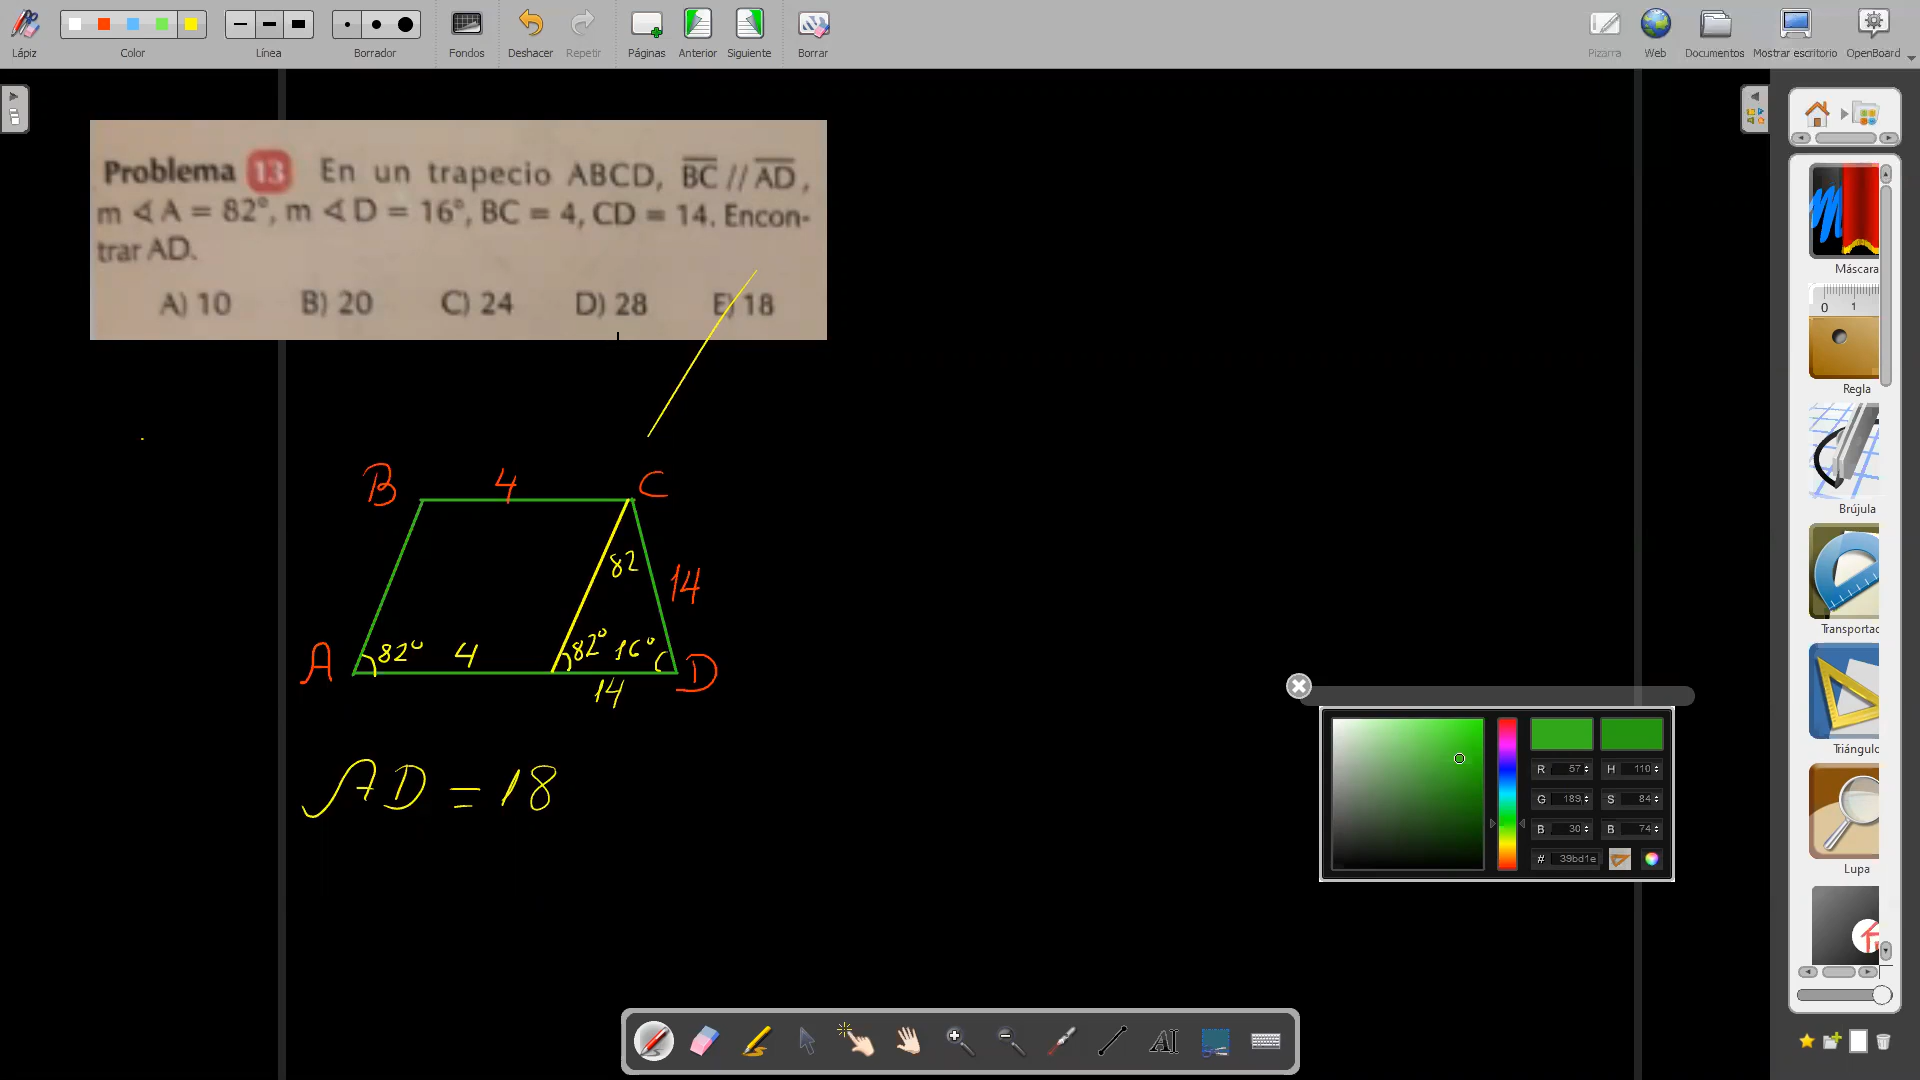 Lápiz
Color
Línea
Borrador
Fondos
Deshacer
Repetir
Páginas
Anterior
Siguiente
Borrar
Pizarra
Web
Documentos
Mostrar escritorio
OpenBoard
Problema 13 En un trapecio ABCD, BC // AD,
m ∢ A = 82°, m ∢ D = 16°, BC = 4, CD = 14. Encon-
trar AD.
A) 10 B) 20 C) 24 D) 28 E) 18
B 4 C
82
14
A 82° 4 82° 16° D
14
AD = 18
R 57 H 110
G 189 S 84
B 30 B 74
# 39bd1e
Máscara
0 1
Regla
Brújula
Transportac
Triángulo
Lupa
AI